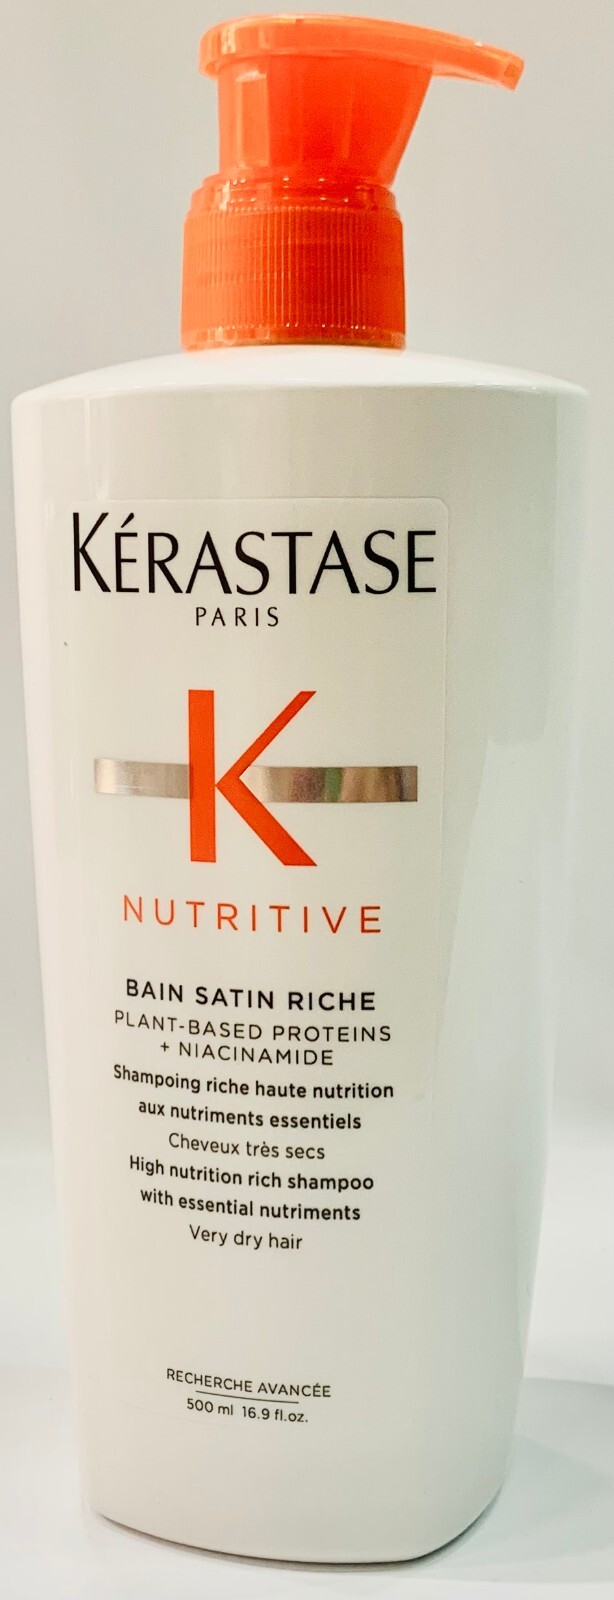 KÉRASTASE
PARIS
K
NUTRITIVE
BAIN SATIN RICHE
PLANT-BASED PROTEINS
+ NIACINAMIDE
Shampoing riche haute nutrition
aux nutriments essentiels
Cheveux très secs
High nutrition rich shampoo
with essential nutriments
Very dry hair
RECHERCHE AVANCÉE
500 ml 16.9 fl.oz.